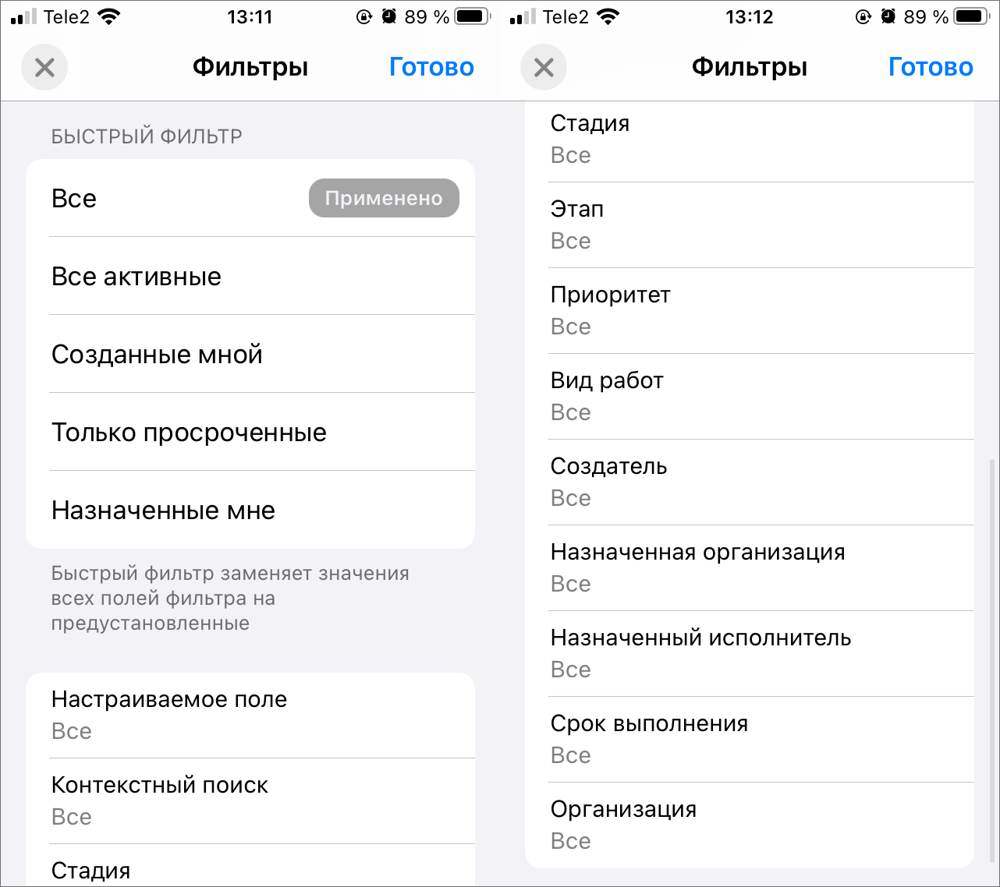 Tele2 13:11 89 %
Фильтры Готово
БЫСТРЫЙ ФИЛЬТР
Все Применено
Все активные
Созданные мной
Только просроченные
Назначенные мне
Быстрый фильтр заменяет значения
всех полей фильтра на
предустановленные
Настраиваемое поле
Все
Контекстный поиск
Все
Стадия
Tele2 13:12 89 %
Фильтры Готово
Стадия
Все
Этап
Все
Приоритет
Все
Вид работ
Все
Создатель
Все
Назначенная организация
Все
Назначенный исполнитель
Все
Срок выполнения
Все
Организация
Все